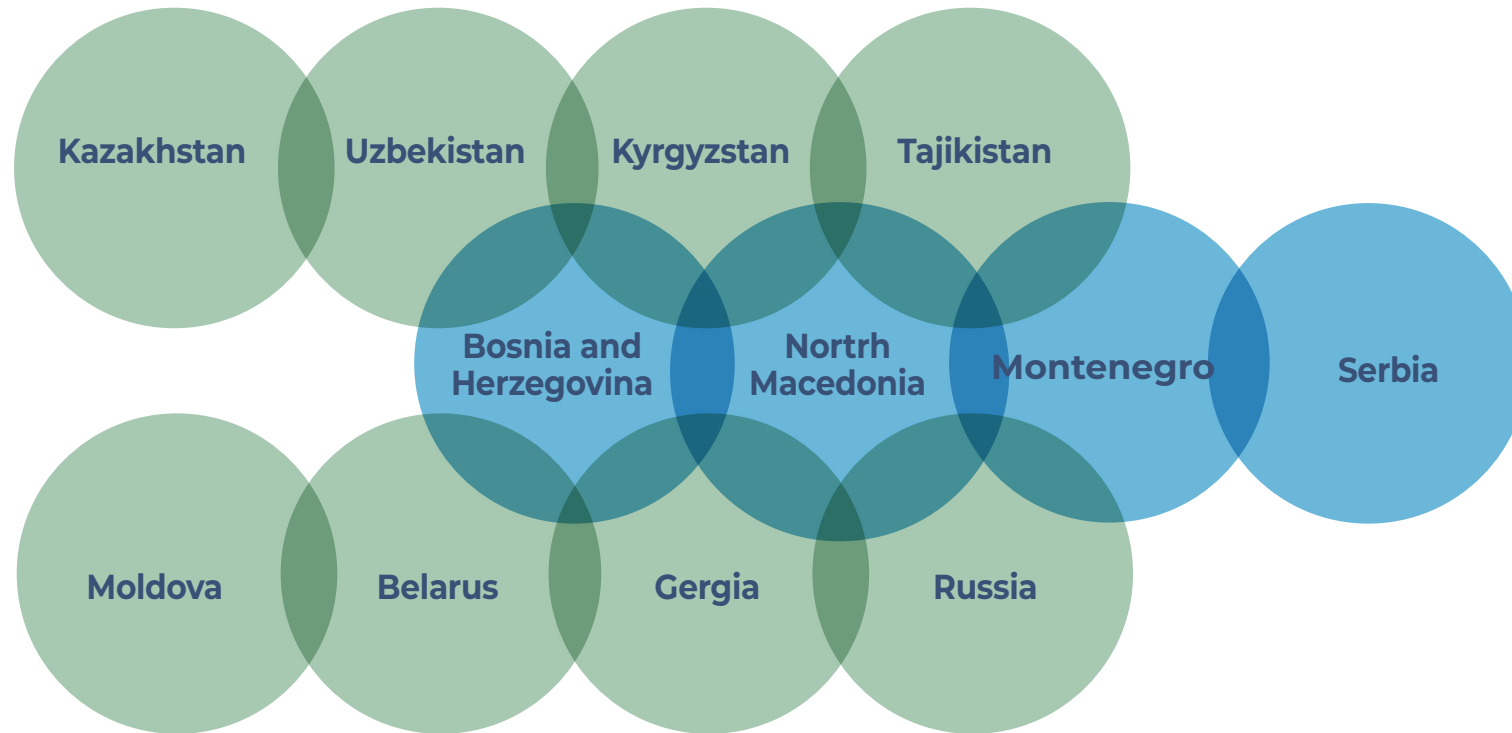 Kazakhstan
Uzbekistan
Kyrgyzstan
Tajikistan
Bosnia and
Herzegovina
Nortrh
Macedonia
Montenegro
Serbia
Moldova
Belarus
Gergia
Russia